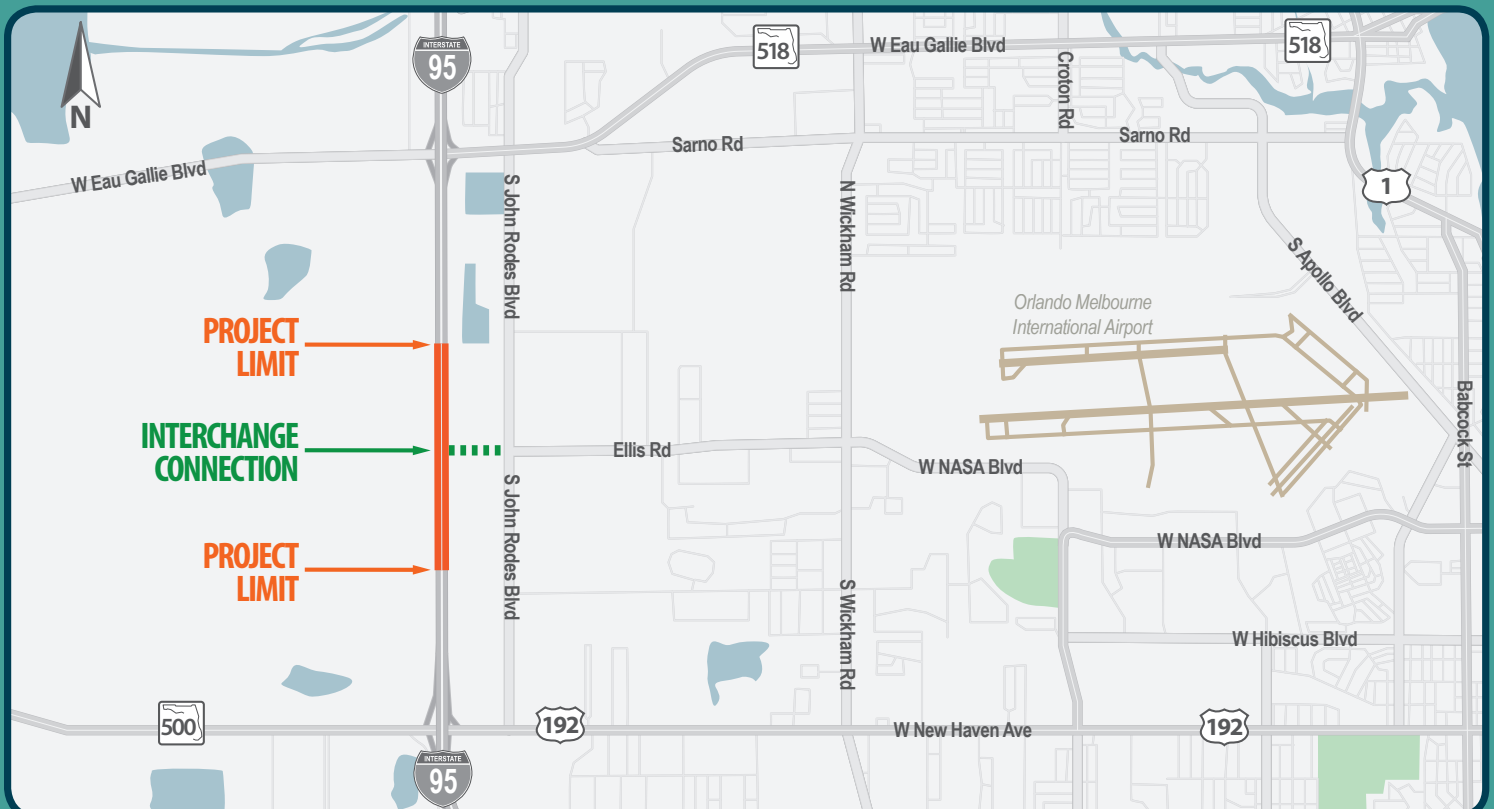 INTERSTATE
95
518
W Eau Gallie Blvd
518
N
Croton Rd
Sarno Rd
Sarno Rd
W Eau Gallie Blvd
S John Rodes Blvd
N Wickham Rd
1
S Apollo Blvd
Orlando Melbourne
International Airport
PROJECT
LIMIT
INTERCHANGE
CONNECTION
Ellis Rd
W NASA Blvd
Babcock St
S John Rodes Blvd
W NASA Blvd
PROJECT
LIMIT
S Wickham Rd
W Hibiscus Blvd
500
192
W New Haven Ave
192
INTERSTATE
95